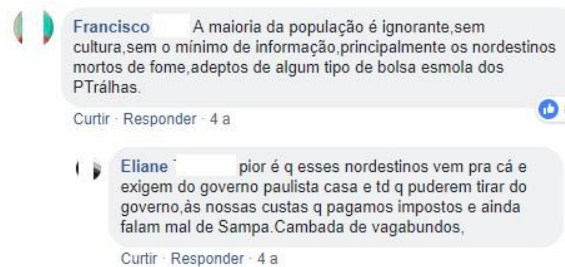 Francisco A maioria da população é ignorante,sem
cultura,sem o mínimo de informação,principalmente os nordestinos
mortos de fome,adeptos de algum tipo de bolsa esmola dos
PTrálhas.
Curtir · Responder · 4 a
Eliane pior é q esses nordestinos vem pra cá e
exigem do governo paulista casa e td q puderem tirar do
governo,às nossas custas q pagamos impostos e ainda
falam mal de Sampa.Cambada de vagabundos,
Curtir · Responder · 4 a